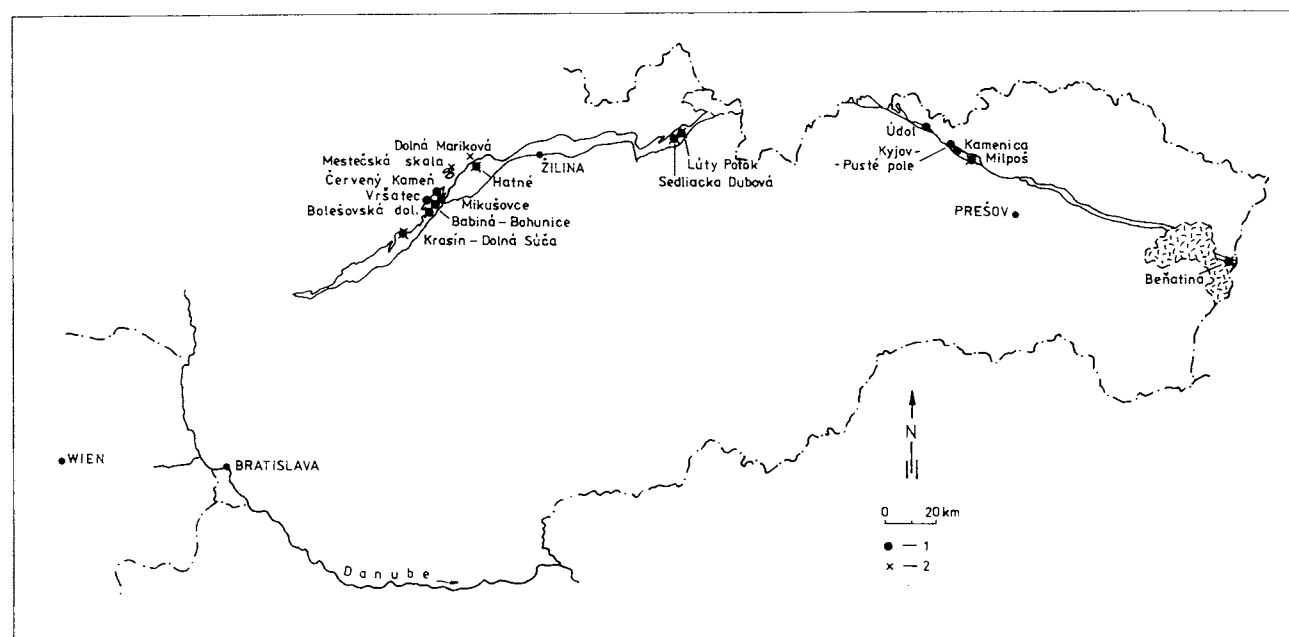 Údol
Kamenica
Kyjov-
-Pusté pole
Milpoš
Dolná Mariková
Mestečská skala
Červený Kameň
Vršatec
Bolešovská dol.
Hatné
ŽILINA
Lúty Potok
Sedliacka Dubová
Mikušovce
Babiná-Bohunice
Krasín-Dolná Súča
PREŠOV
Beňatina
WIEN
BRATISLAVA
N
0 20 km
● — 1
× — 2
Danube